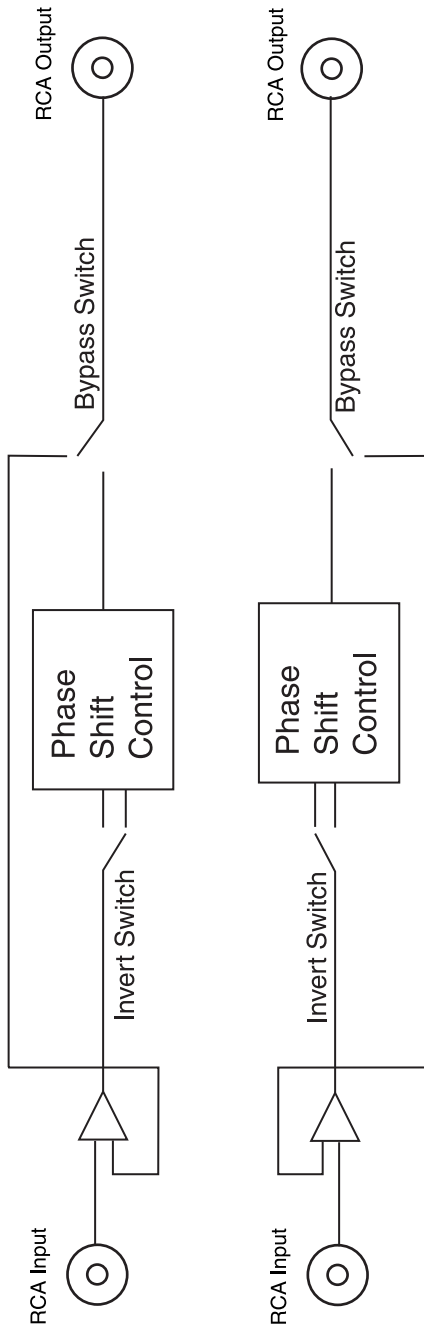 RCA Input
Invert Switch
Phase
Shift
Control
Bypass Switch
RCA Output
RCA Input
Invert Switch
Phase
Shift
Control
Bypass Switch
RCA Output